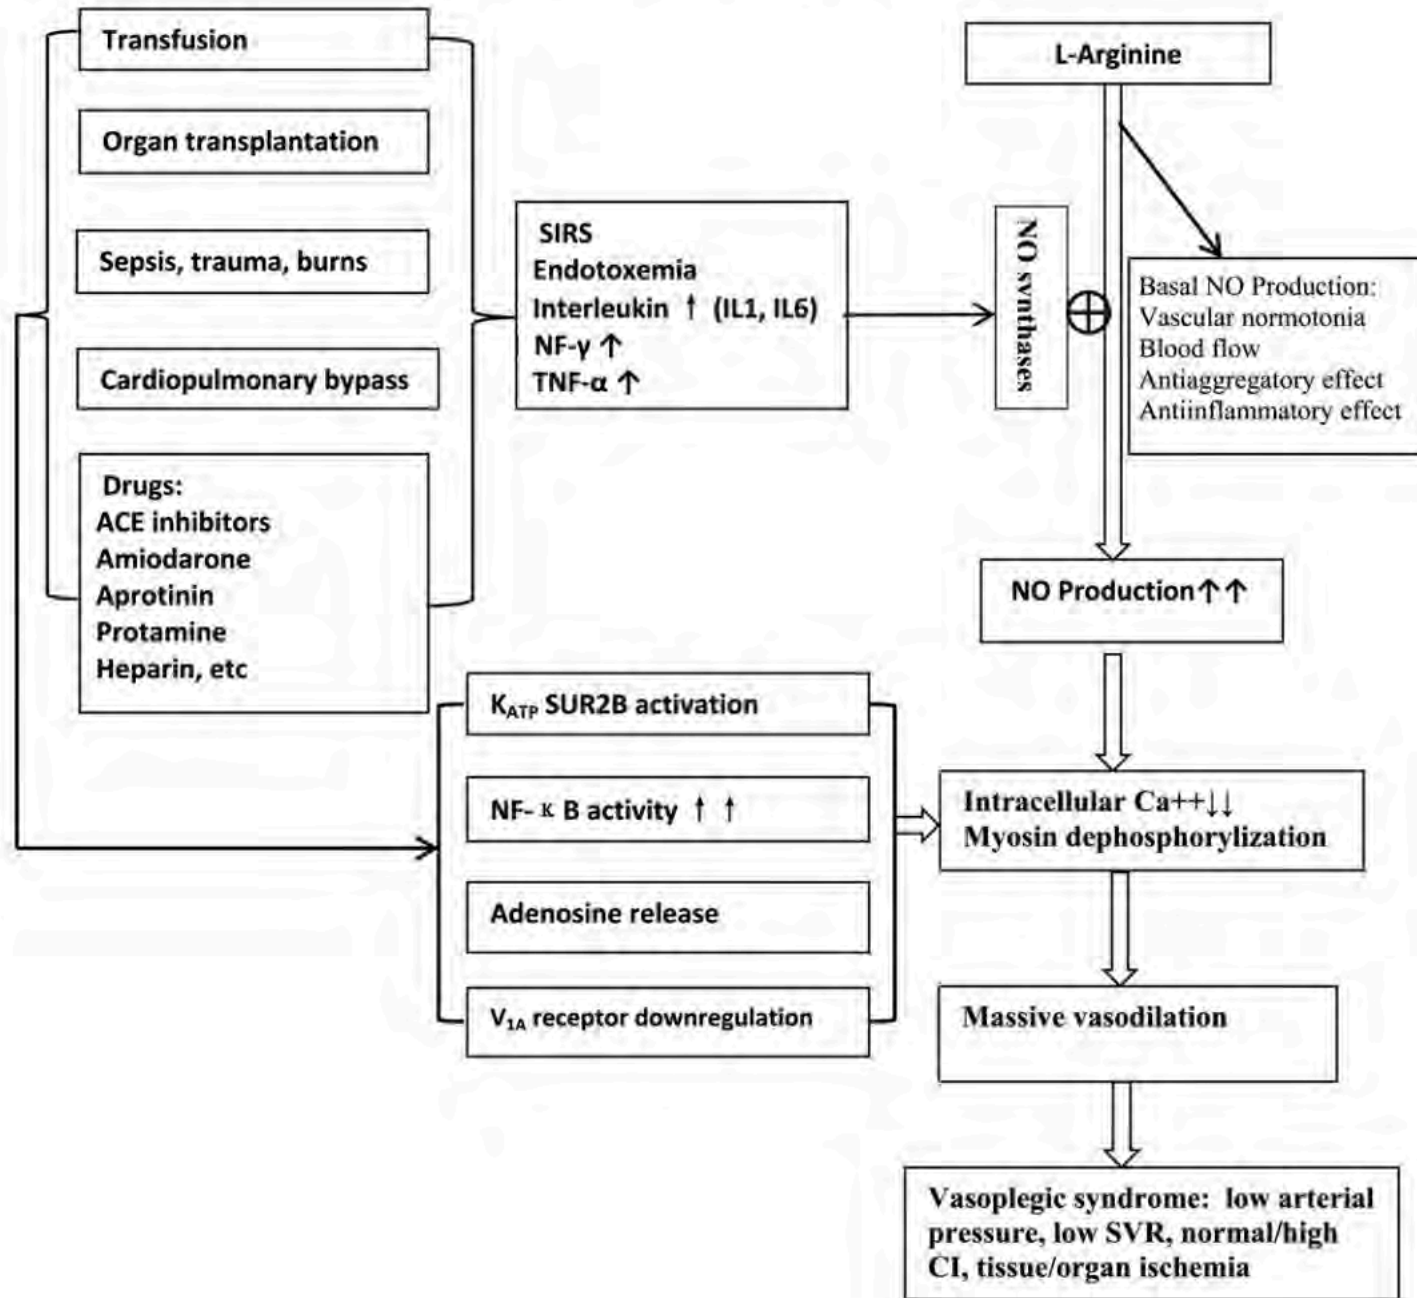 Transfusion
Organ transplantation
Sepsis, trauma, burns
Cardiopulmonary bypass
Drugs:
ACE inhibitors
Amiodarone
Aprotinin
Protamine
Heparin, etc
SIRS
Endotoxemia
Interleukin ↑ (IL1, IL6)
NF-γ ↑
TNF-α ↑
L-Arginine
NO synthases
Basal NO Production:
Vascular normotonia
Blood flow
Antiaggregatory effect
Antiinflammatory effect
NO Production↑↑
KATP SUR2B activation
NF- κ B activity ↑ ↑
Adenosine release
V1A receptor downregulation
Intracellular Ca++↓↓
Myosin dephosphorylization
Massive vasodilation
Vasoplegic syndrome: low arterial
pressure, low SVR, normal/high
CI, tissue/organ ischemia